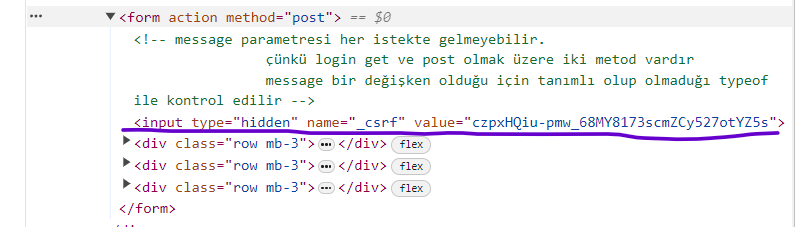 ... ▼<form action method="post"> == $0
<!-- message parametresi her istekte gelmeyebilir.
çünkü login get ve post olmak üzere iki metod vardır
message bir değişken olduğu için tanımlı olup olmaduğı typeof
ile kontrol edilir -->
<input type="hidden" name="_csrf" value="czpxHQiu-pmw_68MY8173scmZCy527otYZ5s">
▶<div class="row mb-3"> ... </div> flex
▶<div class="row mb-3"> ... </div> flex
▶<div class="row mb-3"> ... </div> flex
</form>